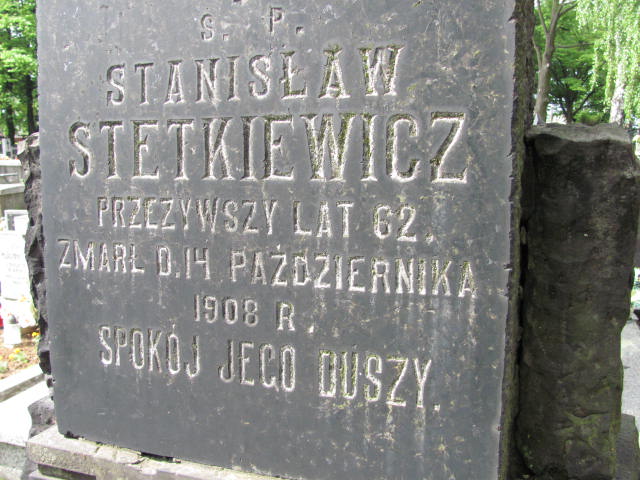 S. P.
STANISŁAW
STETKIEWICZ
PRZEŻYWSZY LAT 62.
ZMARŁ D. 14 PAŹDZIERNIKA
1908 R.
SPOKÓJ JEGO DUSZY.